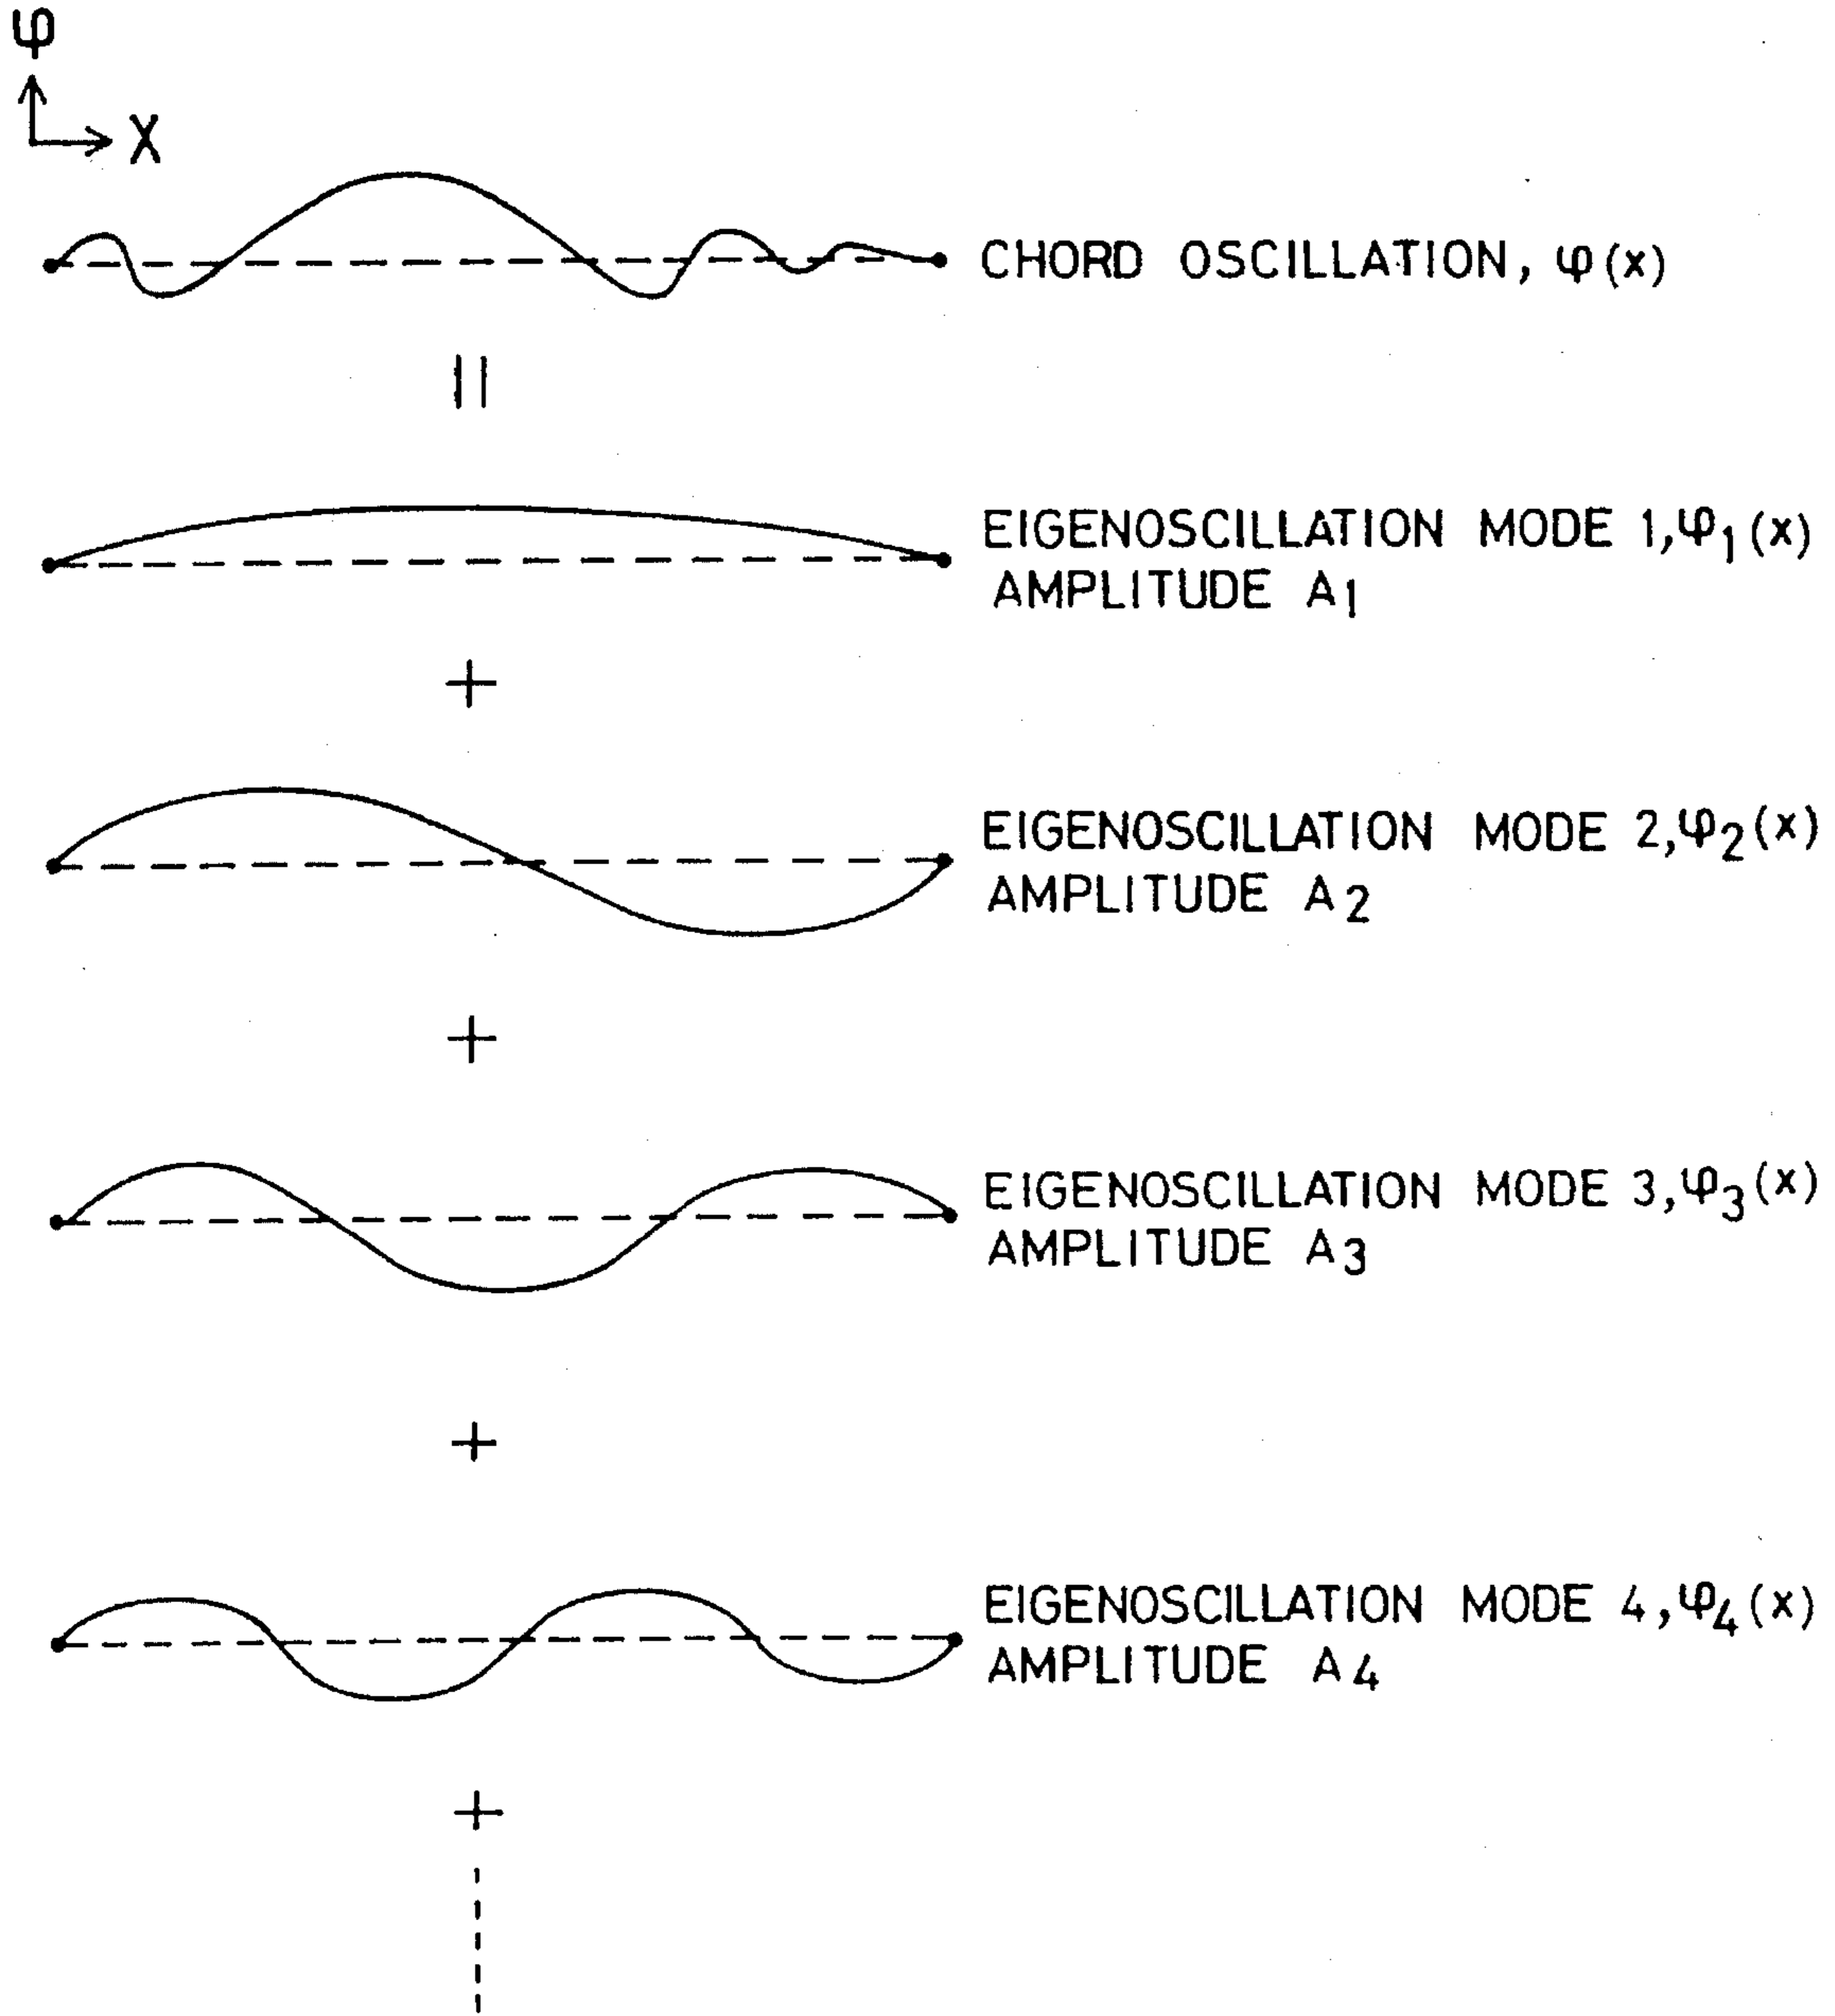 φ
X
CHORD OSCILLATION, φ(x)
||
EIGENOSCILLATION MODE 1, φ₁(x)
AMPLITUDE A₁
+
EIGENOSCILLATION MODE 2, φ₂(x)
AMPLITUDE A₂
+
EIGENOSCILLATION MODE 3, φ₃(x)
AMPLITUDE A₃
+
EIGENOSCILLATION MODE 4, φ₄(x)
AMPLITUDE A₄
+